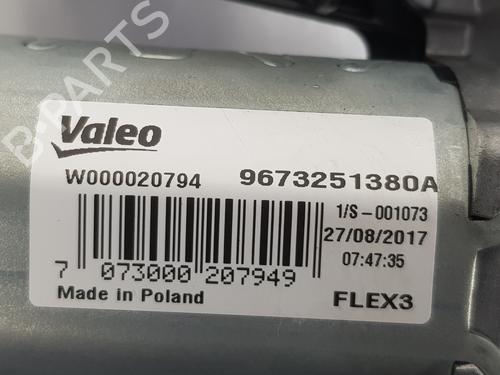 B-PARTS
Valeo
W000020794 9673251380A
1/S-001073
27/08/2017
07:47:35
7 073000 207949
Made in Poland FLEX3